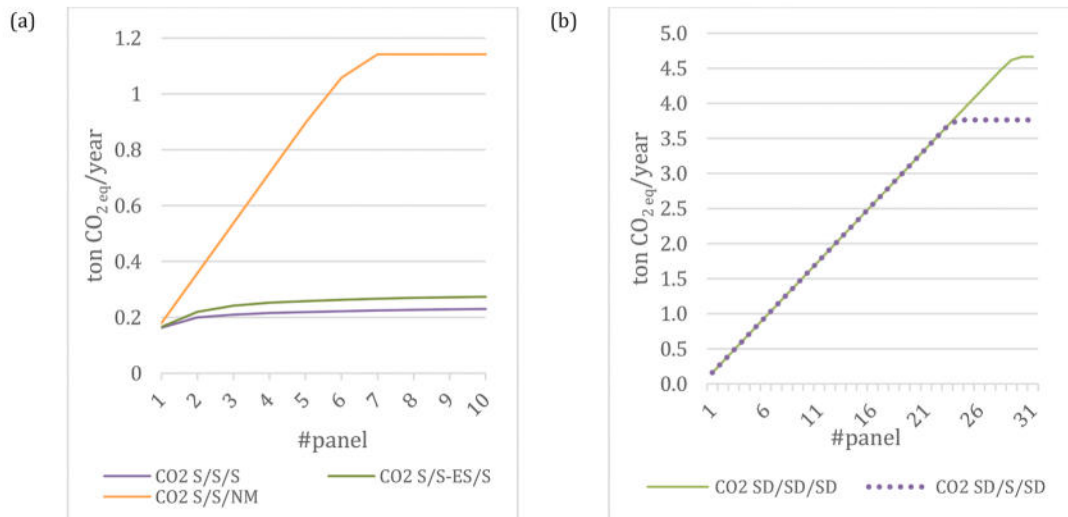 (a)
ton CO2 eq/year
1.2
1
0.8
0.6
0.4
0.2
0
1 2 3 4 5 6 7 8 9 10
#panel
CO2 S/S/S CO2 S/S-ES/S
CO2 S/S/NM
(b)
ton CO2 eq/year
5.0
4.5
4.0
3.5
3.0
2.5
2.0
1.5
1.0
0.5
0.0
1 6 11 16 21 26 31
#panel
CO2 SD/SD/SD CO2 SD/S/SD